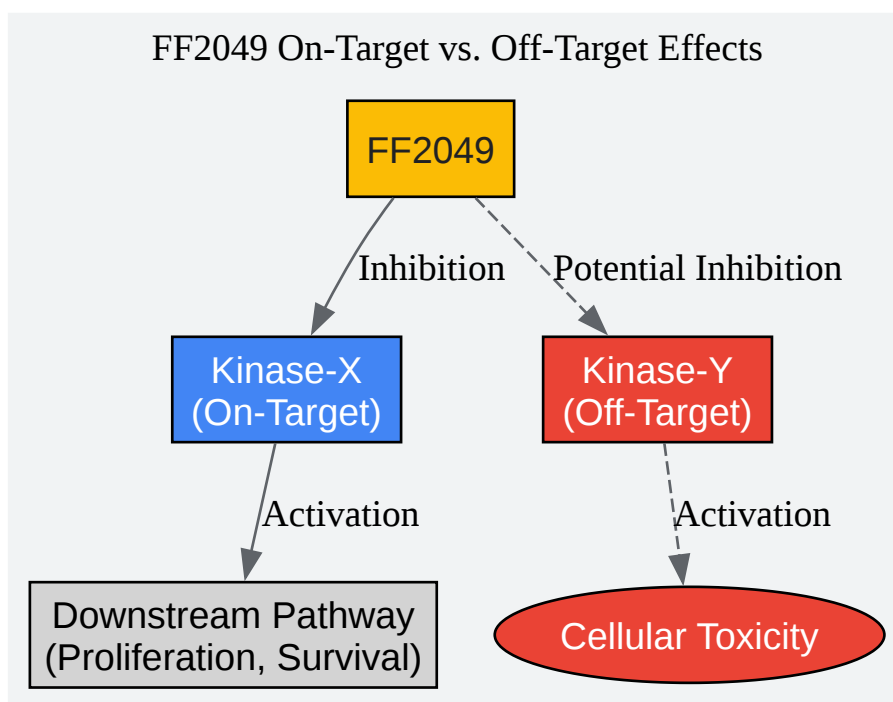 FF2049 On-Target vs. Off-Target Effects
FF2049
Inhibition
Potential Inhibition
Kinase-X
(On-Target)
Kinase-Y
(Off-Target)
Activation
Activation
Downstream Pathway
(Proliferation, Survival)
Cellular Toxicity